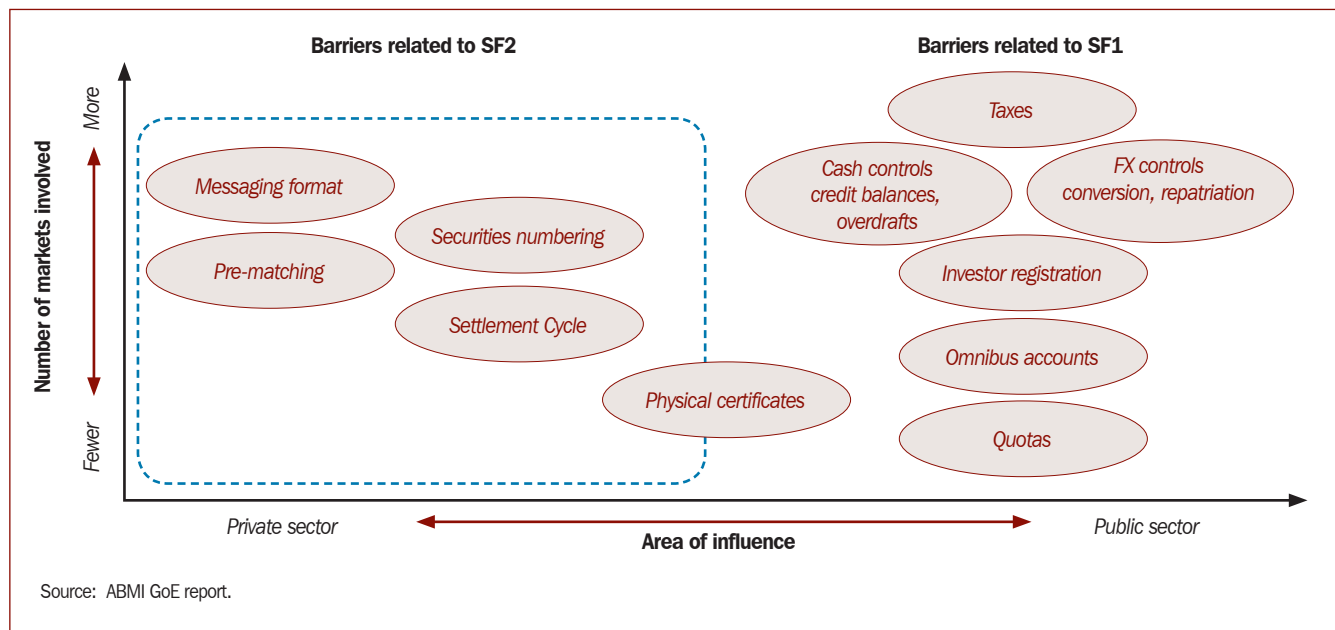 Barriers related to SF2
Barriers related to SF1
Number of markets involved
More
Fewer
Messaging format
Pre-matching
Securities numbering
Settlement Cycle
Physical certificates
Taxes
Cash controls
credit balances,
overdrafts
FX controls
conversion, repatriation
Investor registration
Omnibus accounts
Quotas
Private sector
Area of influence
Public sector
Source: ABMI GoE report.